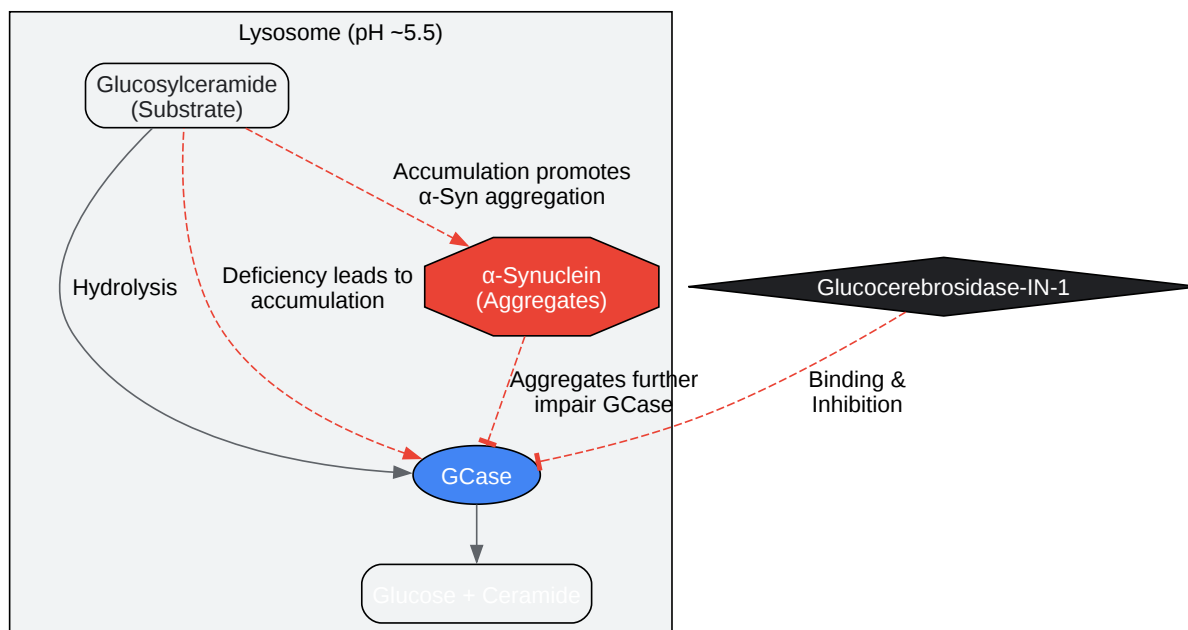 Lysosome (pH ~5.5)
Glucosylceramide
(Substrate)
Accumulation promotes
α-Syn aggregation
Hydrolysis
Deficiency leads to
accumulation
α-Synuclein
(Aggregates)
Glucocerebrosidase-IN-1
Aggregates further
impair GCase
Binding &
Inhibition
GCase
Glucose + Ceramide